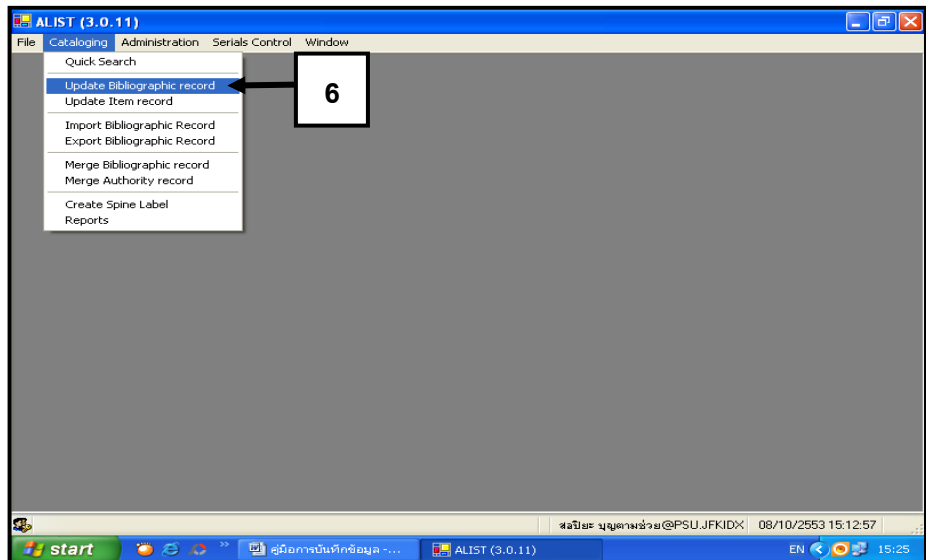 ALIST (3.0.11)
File Cataloging Administration Serials Control Window
Quick Search
Update Bibliographic record
6
Update Item record
Import Bibliographic Record
Export Bibliographic Record
Merge Bibliographic record
Merge Authority record
Create Spine Label
Reports
สอปิยะ บุญตามช่วย@PSU.JFKIDX 08/10/2553 15:12:57
start คู่มือการบันทึกข้อมูล -... ALIST (3.0.11) EN 15:25